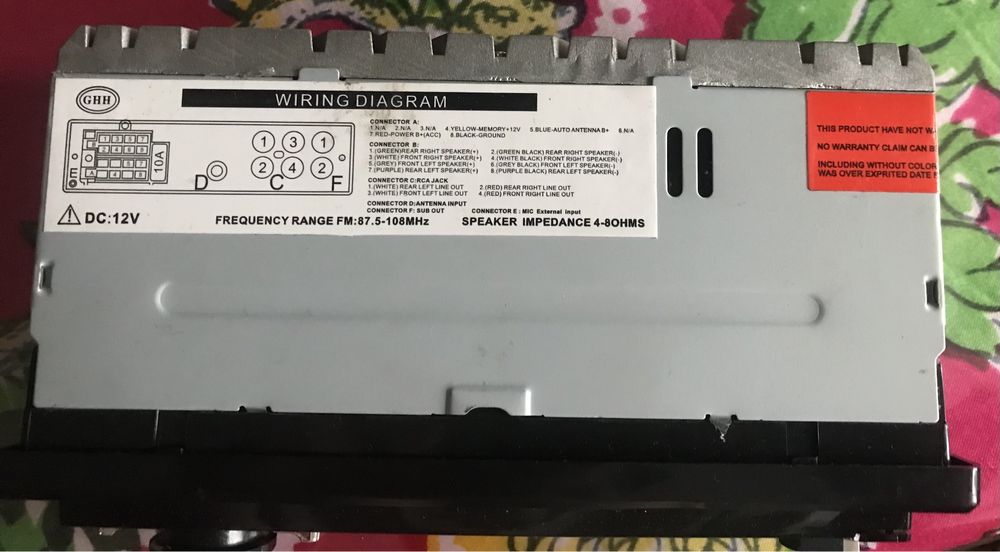 GHH
WIRING DIAGRAM
CONNECTOR A:
1.N/A 2.N/A 3.N/A 4.YELLOW-MEMORY+12V 5.BLUE-AUTO ANTENNA B+ 6.N/A
7.RED-POWER B+(ACC) 8.BLACK-GROUND
CONNECTOR B:
1.(GREEN)REAR RIGHT SPEAKER(+) 2.(GREEN BLACK) REAR RIGHT SPEAKER(-)
3.(WHITE) FRONT RIGHT SPEAKER(+) 4.(WHITE BLACK) FRONT RIGHT SPEAKER(-)
5.(GREY) FRONT LEFT SPEAKER(+) 6.(GREY BLACK) FRONT LEFT SPEAKER(-)
7.(PURPLE) REAR LEFT SPEAKER(+) 8.(PURPLE BLACK) REAR LEFT SPEAKER(-)
CONNECTOR C:RCA JACK
1.(WHITE) REAR LEFT LINE OUT 2.(RED) REAR RIGHT LINE OUT
3.(WHITE) FRONT LEFT LINE OUT 4.(RED) FRONT RIGHT LINE OUT
CONNECTOR D:ANTENNA INPUT
CONNECTOR F: SUB OUT CONNECTOR E : MIC External Input
10A
1 3 1
2 4 2
E A D C F
DC:12V
FREQUENCY RANGE FM:87.5-108MHz SPEAKER IMPEDANCE 4-8OHMS
THIS PRODUCT HAVE NOT
NO WARRANTY CLAIM CAN
INCLUDING WITHOUT COLOR
WAS OVER EXPRITED DATE